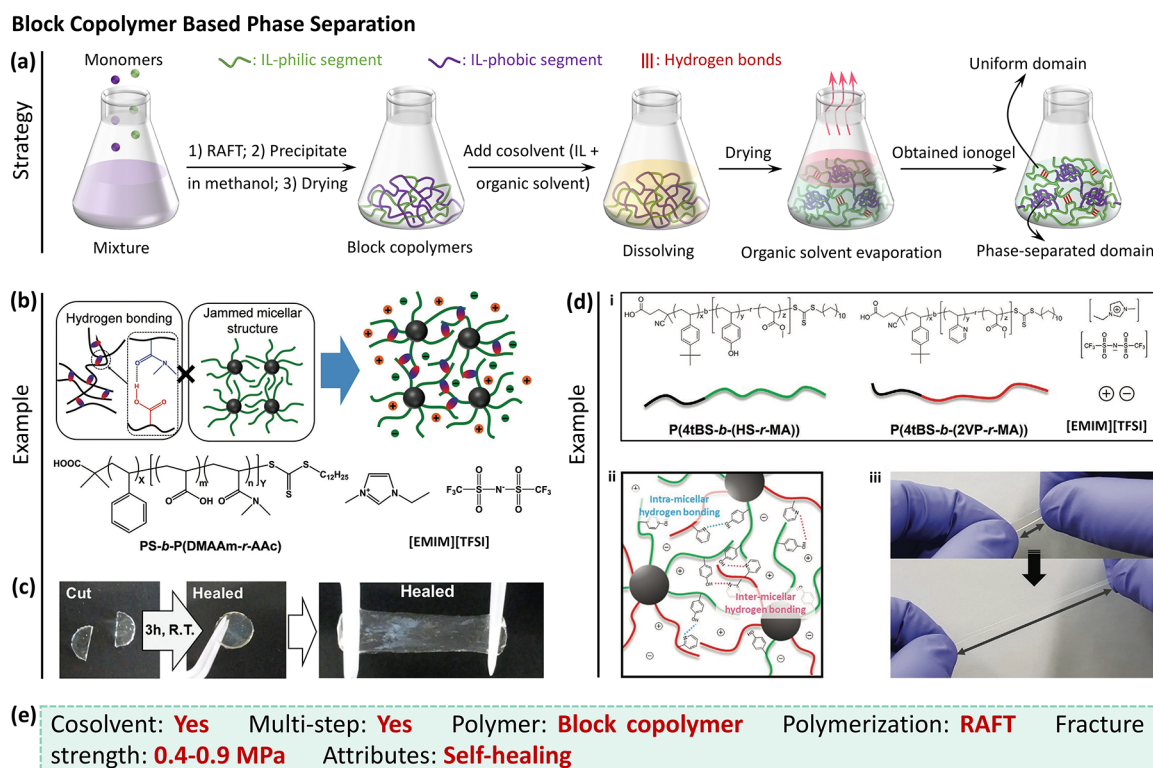 Block Copolymer Based Phase Separation
(a)
Strategy
Monomers
: IL-philic segment
: IL-phobic segment
: Hydrogen bonds
Uniform domain
1) RAFT; 2) Precipitate
in methanol; 3) Drying
Add cosolvent (IL +
organic solvent)
Drying
Obtained ionogel
Mixture
Block copolymers
Dissolving
Organic solvent evaporation
Phase-separated domain
(b)
Example
Hydrogen bonding
Jammed micellar
structure
PS-b-P(DMAAm-r-AAc)
[EMIM][TFSI]
(c)
Cut
3h, R.T.
Healed
Healed
(d)
Example
i
P(4tBS-b-(HS-r-MA))
P(4tBS-b-(2VP-r-MA))
[EMIM][TFSI]
ii
Intra-micellar
hydrogen bonding
Inter-micellar
hydrogen bonding
iii
(e)
Cosolvent: Yes Multi-step: Yes Polymer: Block copolymer Polymerization: RAFT Fracture
strength: 0.4-0.9 MPa Attributes: Self-healing